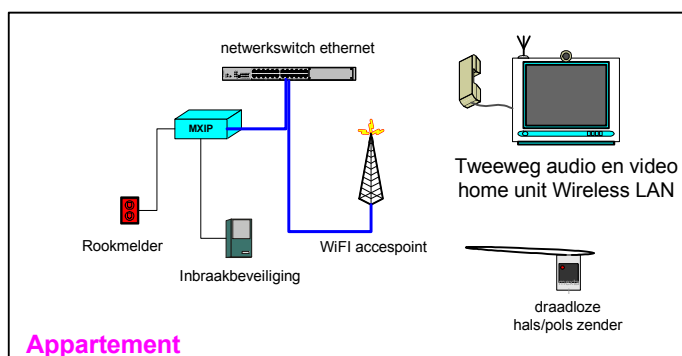 netwerkswitch ethernet
MXIP
Tweeweg audio en video
home unit Wireless LAN
Rookmelder
Inbraakbeveiliging
WiFI accespoint
draadloze
hals/pols zender
Appartement